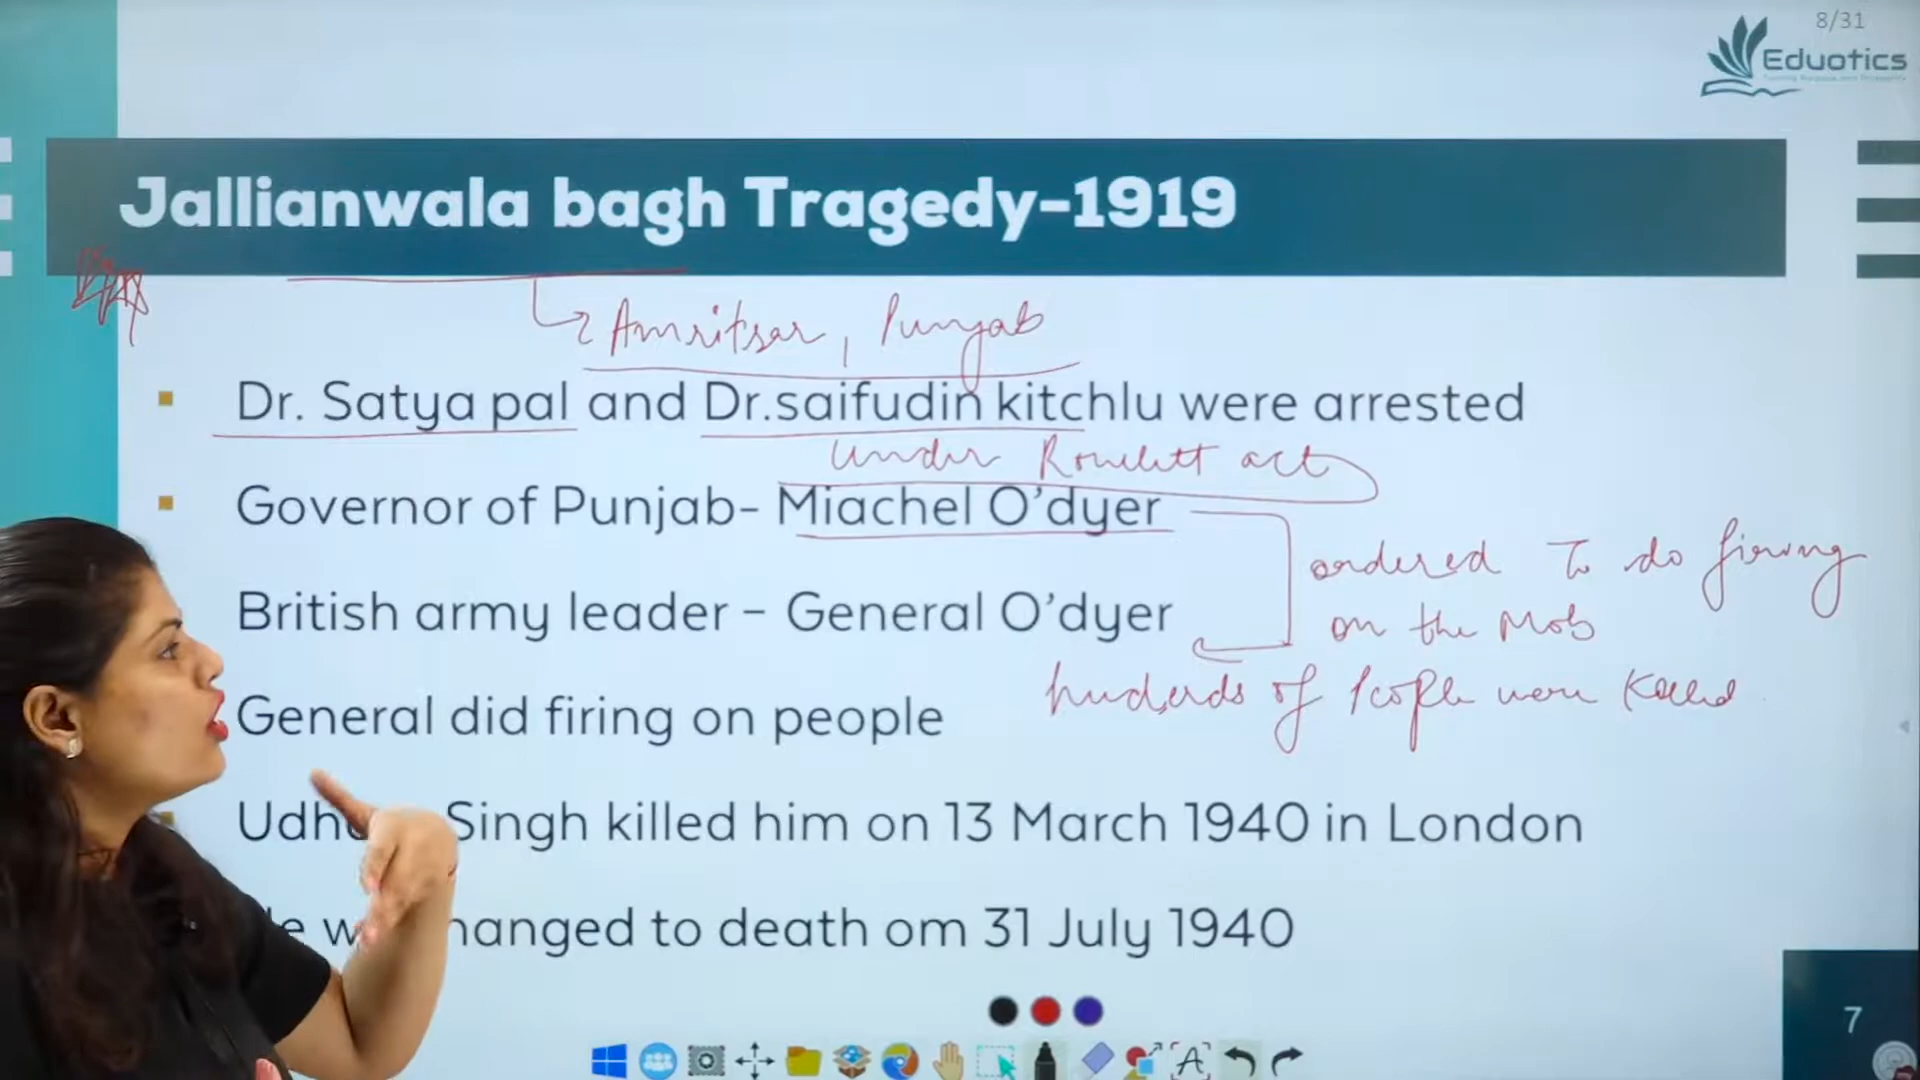 8/31
Eduotics
Jallianwala bagh Tragedy-1919
Amritsar, Punjab
Dr. Satya pal and Dr.saifudin kitchlu were arrested
under Rowlett act
Governor of Punjab- Miachel O'dyer
ordered To do firing
on the Mob
British army leader – General O'dyer
hundreds of People were Killed
General did firing on people
Singh killed him on 13 March 1940 in London
hanged to death om 31 July 1940
7